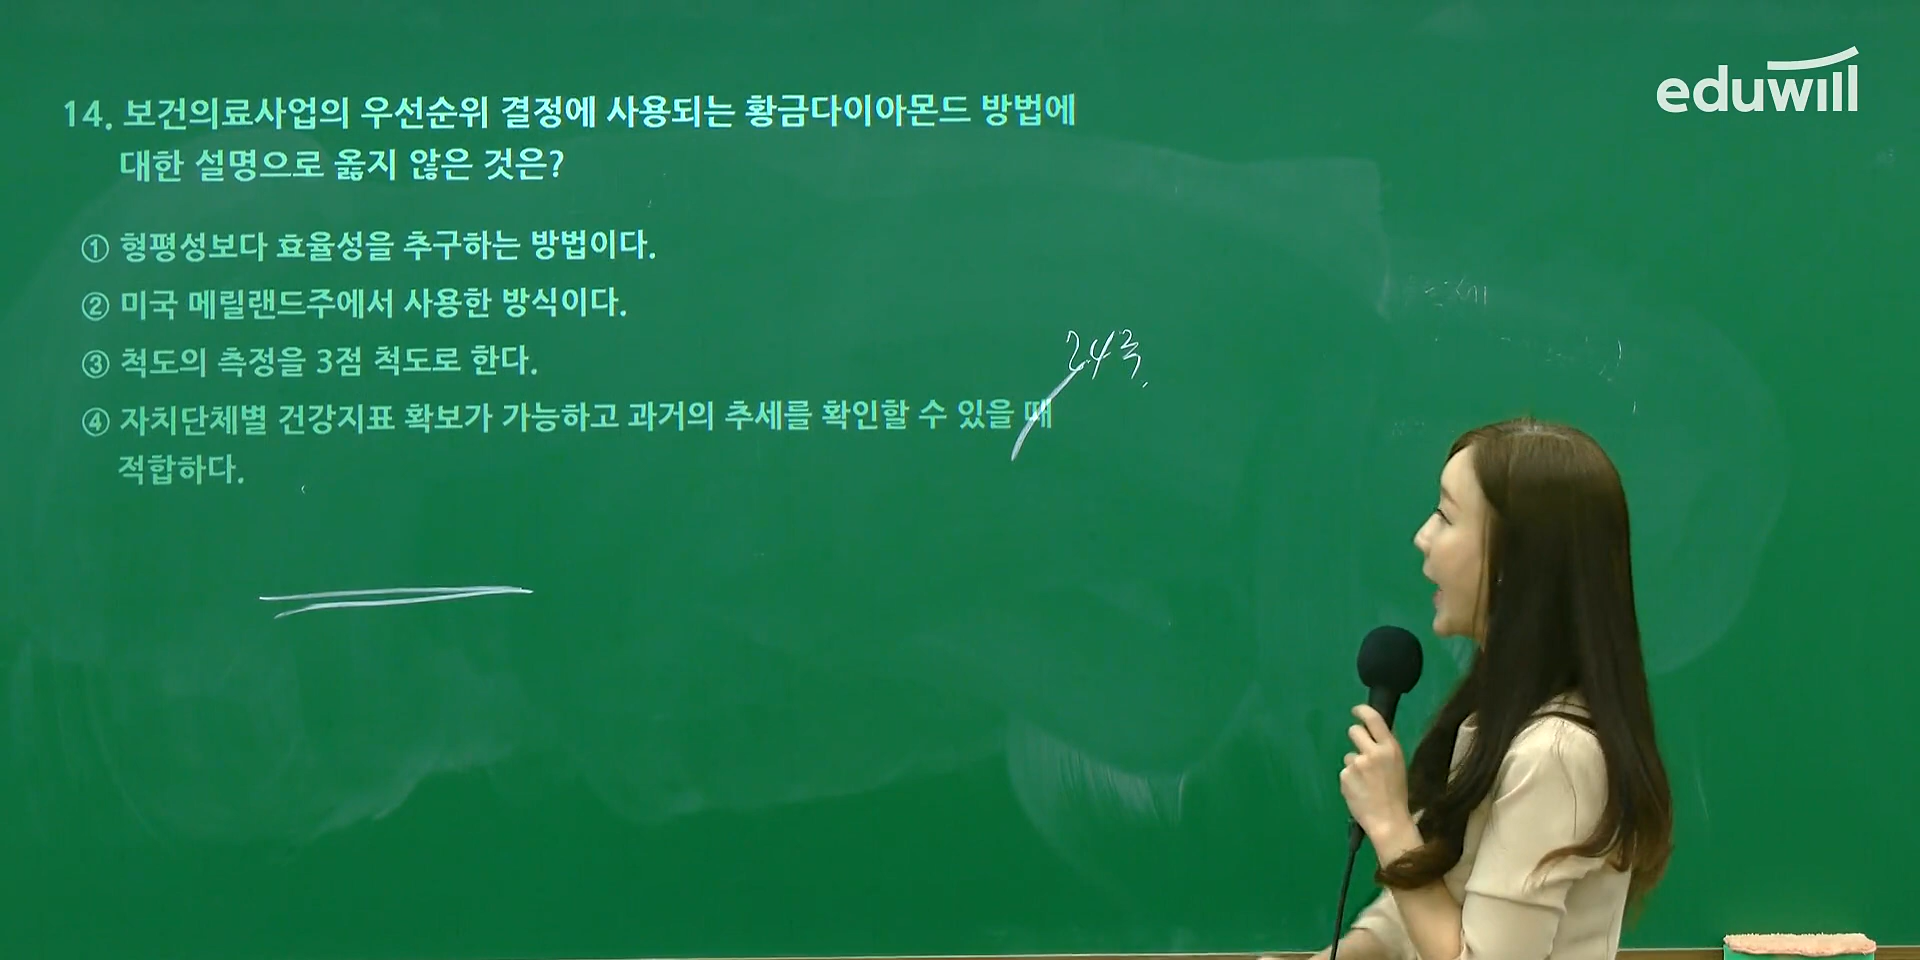 eduwill
14. 보건의료사업의 우선순위 결정에 사용되는 황금다이아몬드 방법에
대한 설명으로 옳지 않은 것은?
① 형평성보다 효율성을 추구하는 방법이다.
② 미국 메릴랜드주에서 사용한 방식이다.
③ 척도의 측정을 3점 척도로 한다.
④ 자치단체별 건강지표 확보가 가능하고 과거의 추세를 확인할 수 있을 때
적합하다.